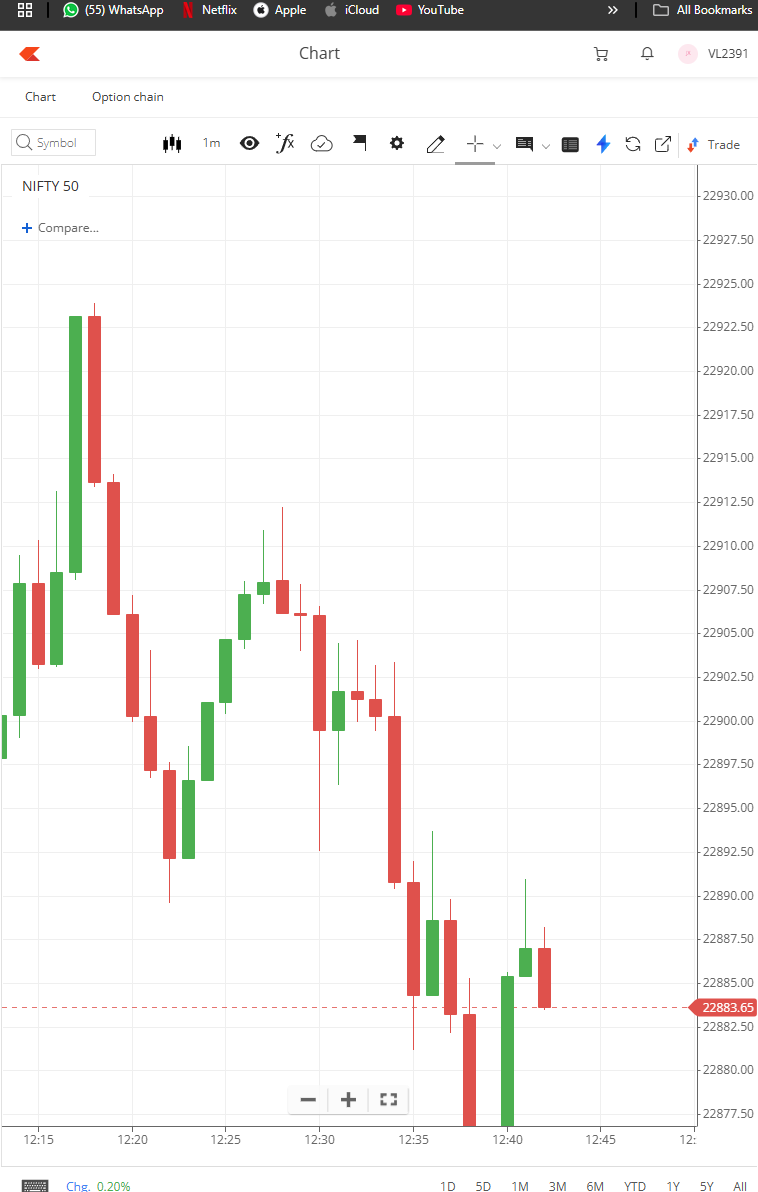 (55) WhatsApp Netflix Apple iCloud YouTube » All Bookmarks
Chart VL2391
Chart Option chain
Symbol 1m Trade
NIFTY 50
+ Compare...
22930.00
22927.50
22925.00
22922.50
22920.00
22917.50
22915.00
22912.50
22910.00
22907.50
22905.00
22902.50
22900.00
22897.50
22895.00
22892.50
22890.00
22887.50
22885.00
22883.65
22882.50
22880.00
22877.50
12:15 12:20 12:25 12:30 12:35 12:40 12:45 12:
Chg. 0.20% 1D 5D 1M 3M 6M YTD 1Y 5Y All